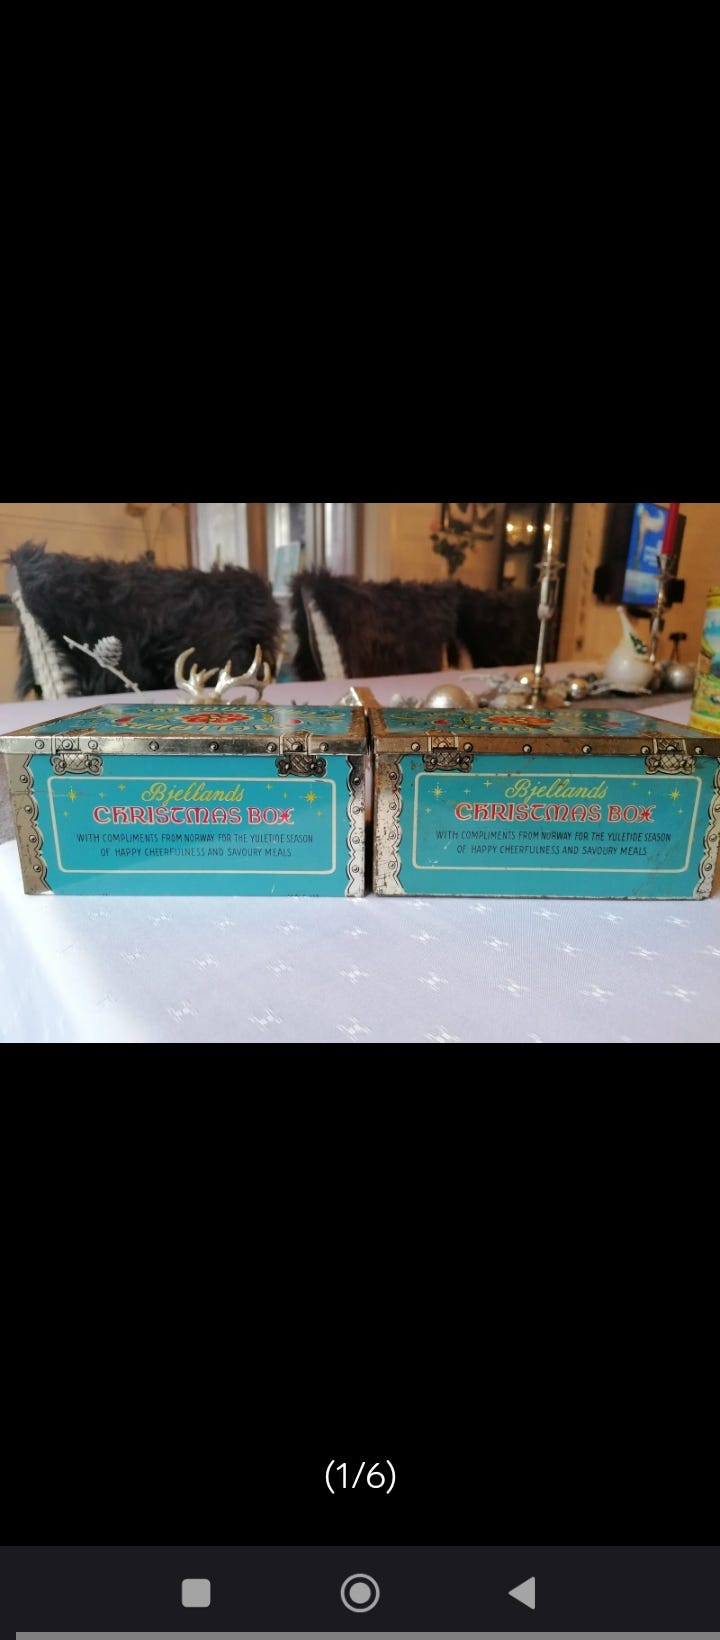 Bjellands
CHRISTMAS BOX
WITH COMPLIMENTS FROM NORWAY FOR THE YULETIDE SEASON
OF HAPPY CHEERFULNESS AND SAVOURY MEALS
Bjellands
CHRISTMAS BOX
WITH COMPLIMENTS FROM NORWAY FOR THE YULETIDE SEASON
OF HAPPY CHEERFULNESS AND SAVOURY MEALS
(1/6)